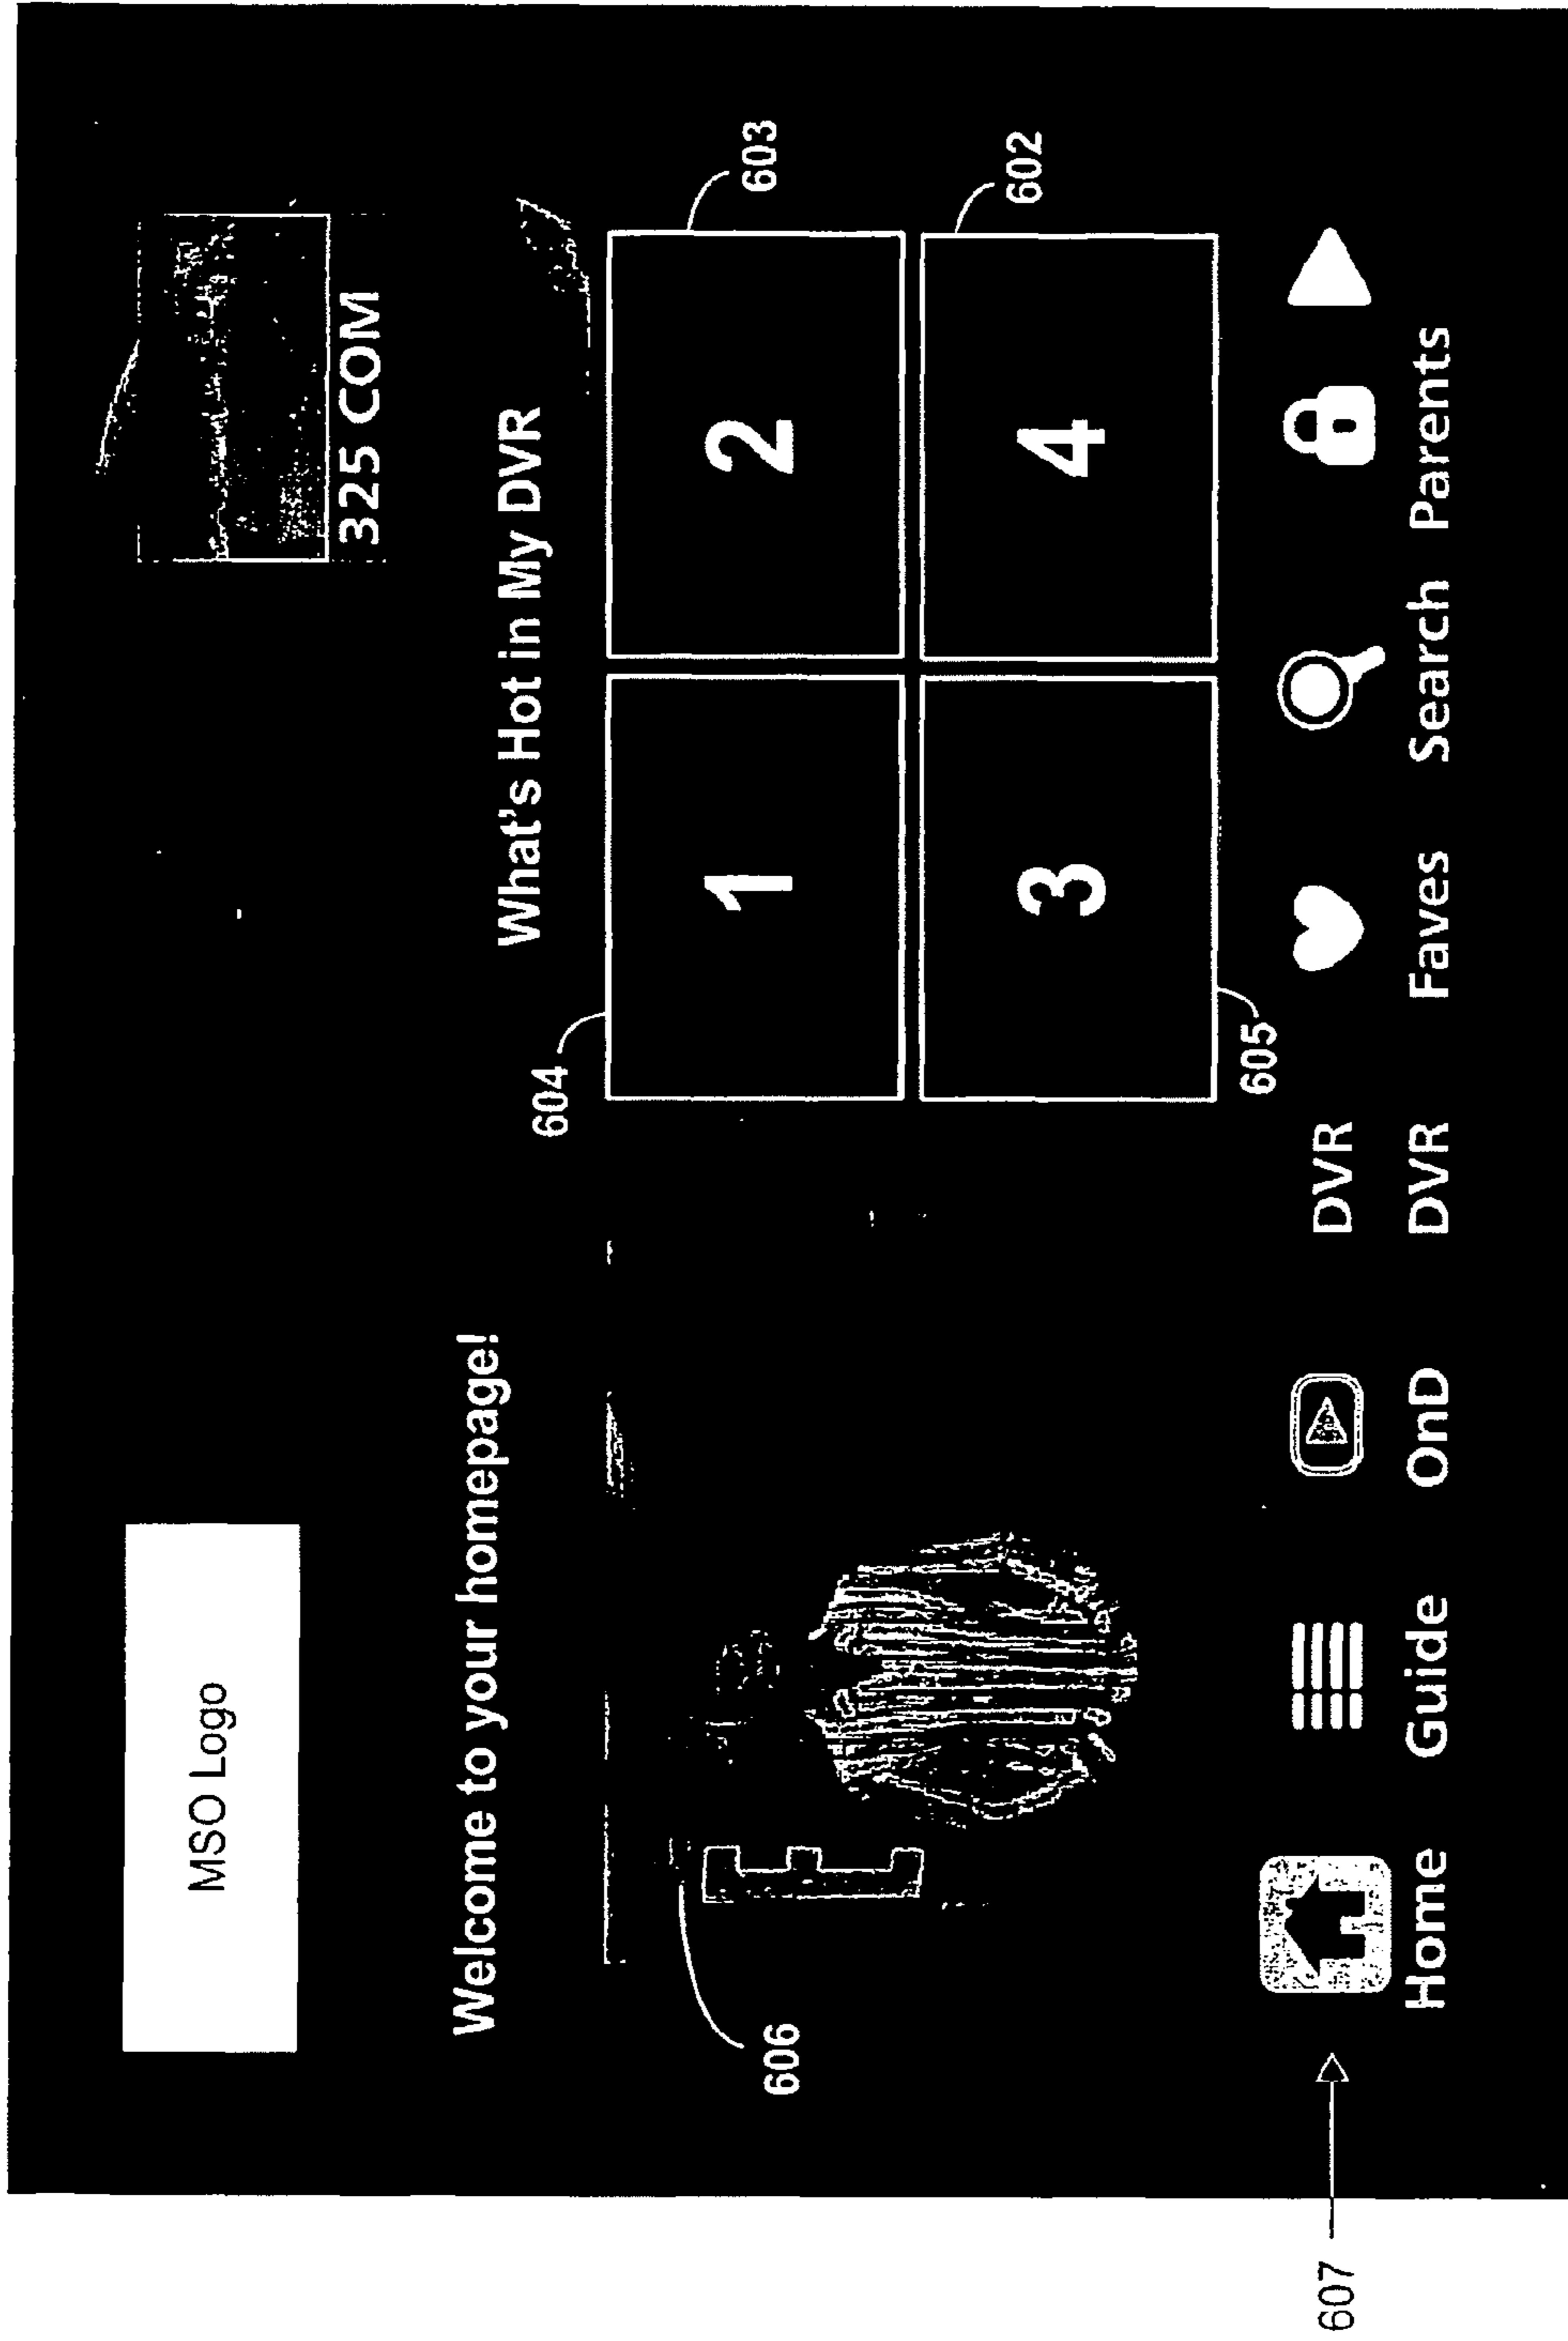 MSO Logo
325 COM
Welcome to your homepage!
What's Hot in My DVR
604
603
1
2
606
602
3
4
605
607
DVR
Home
Guide
OnD
DVR
Faves
Search
Parents